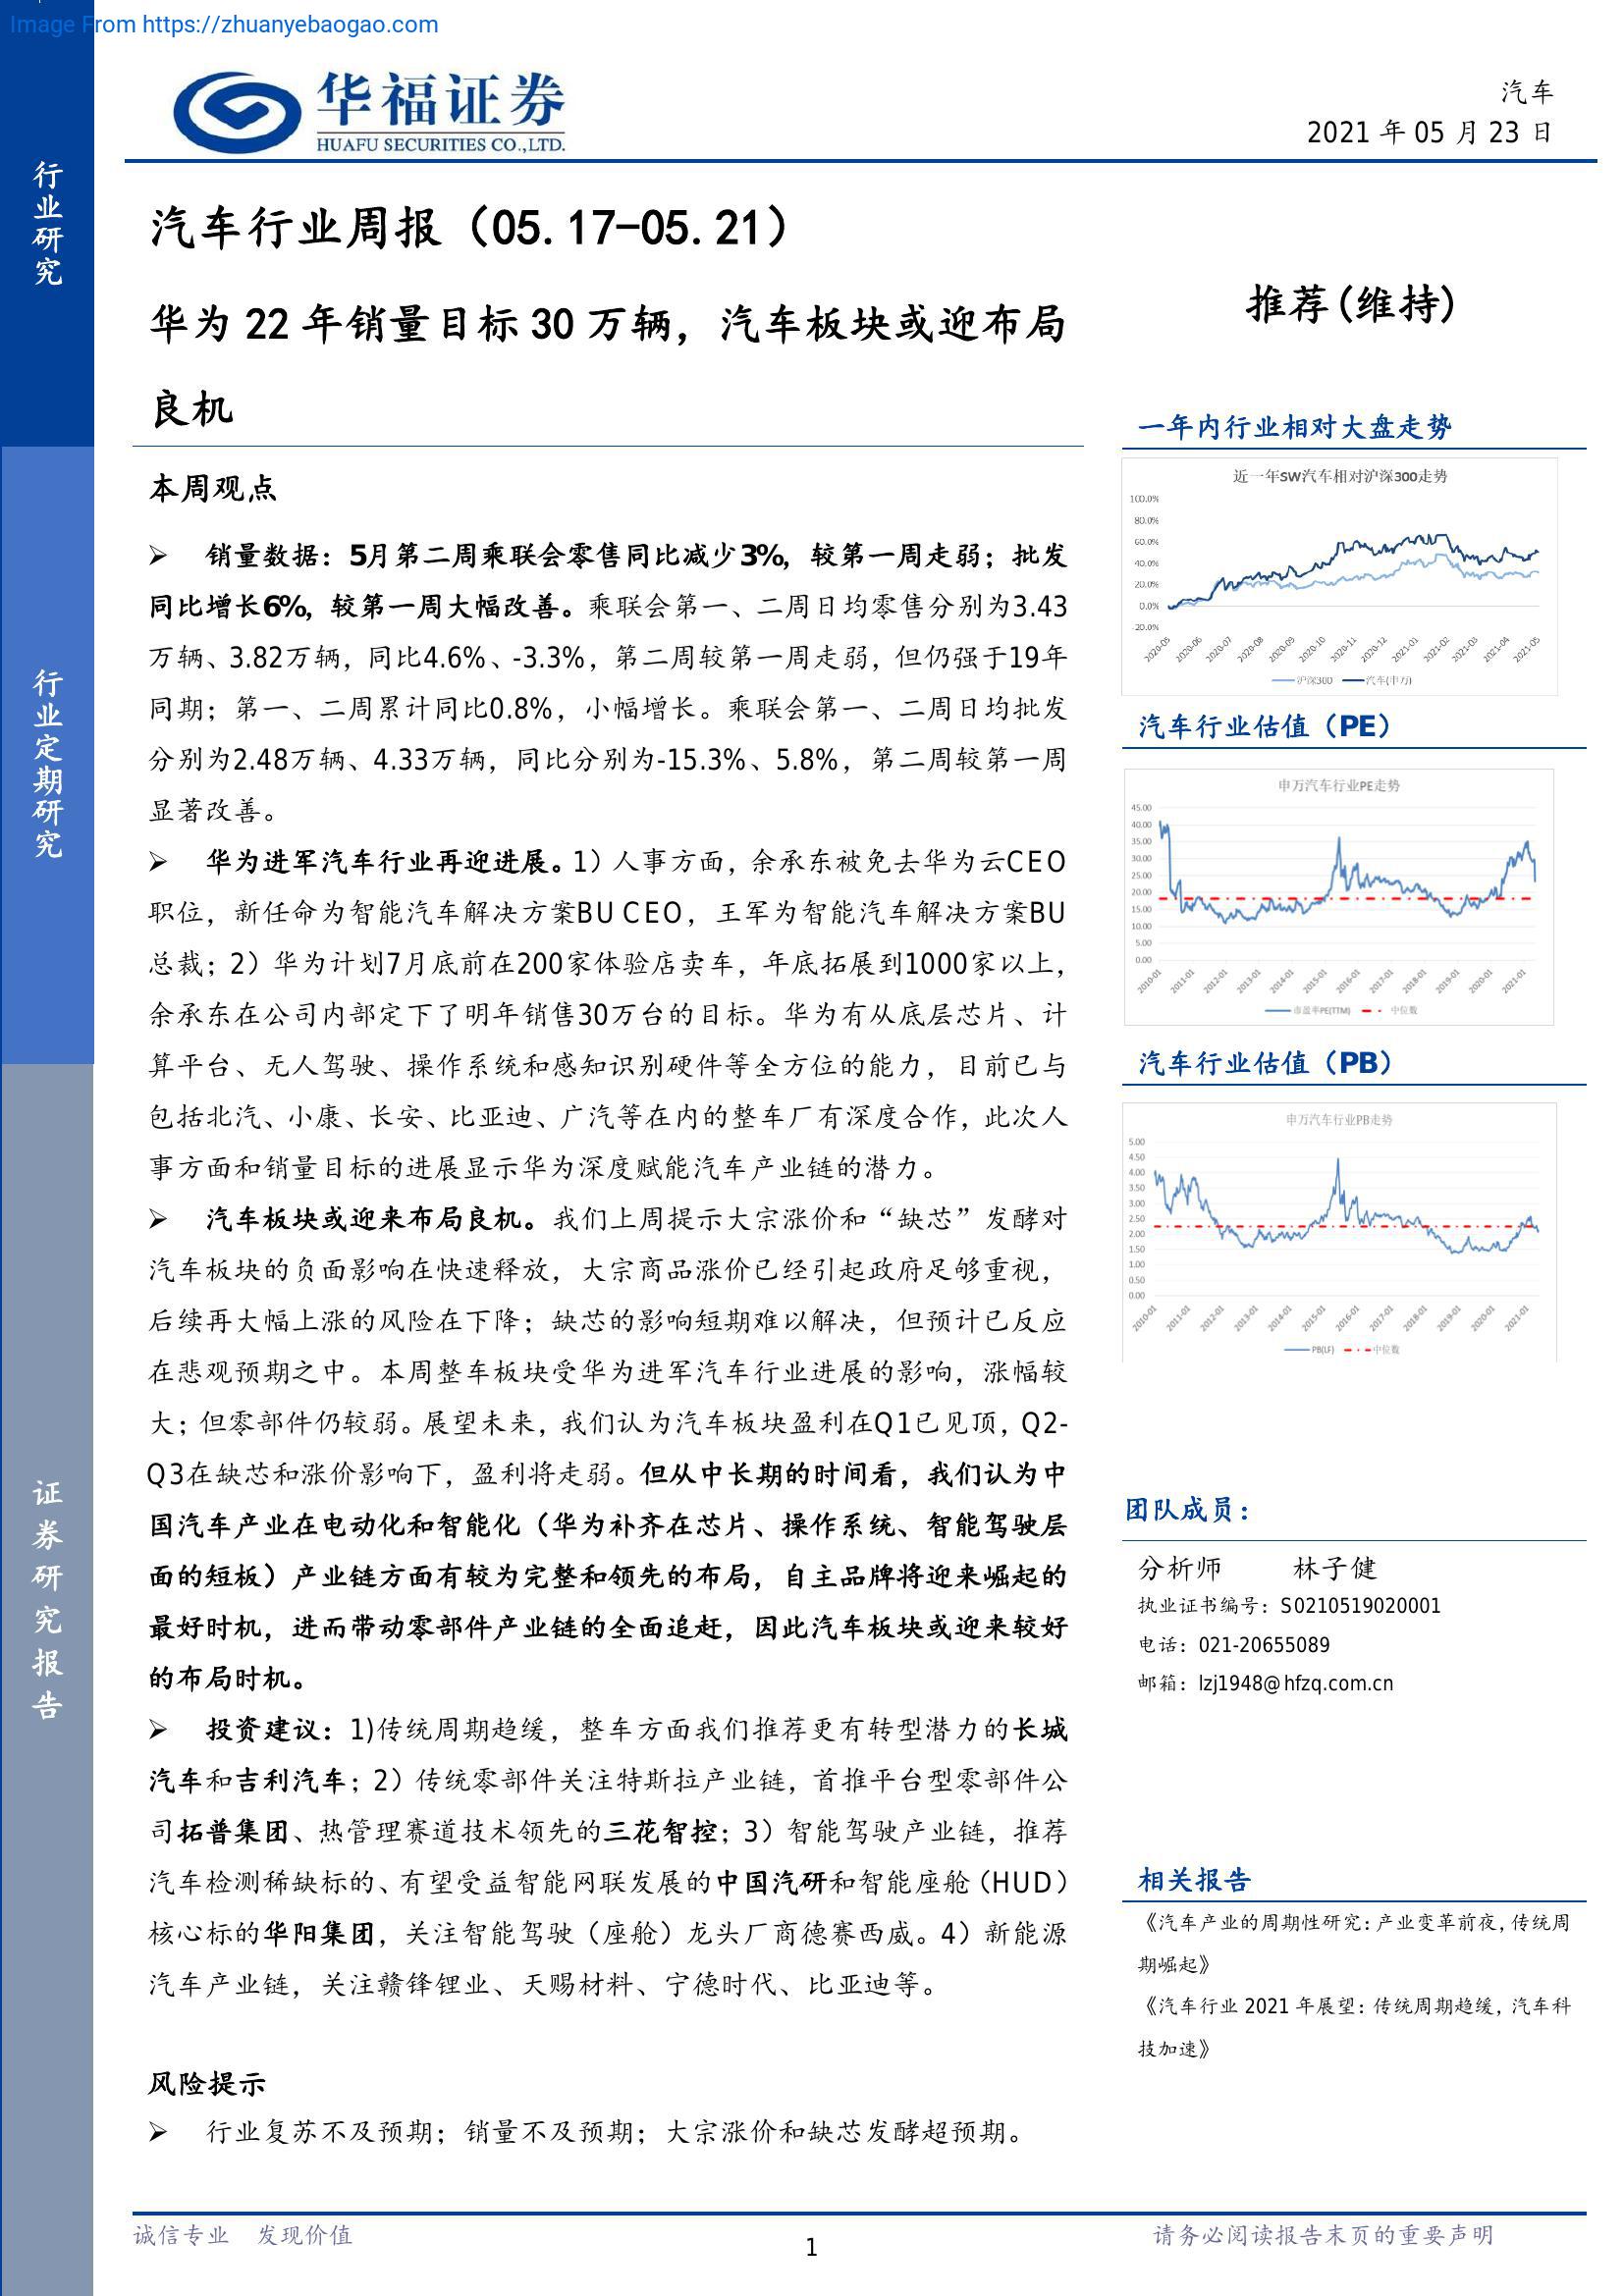 Image From https://zhuanyebaogao.com
华福证券
HUAFU SECURITIES CO.,LTD.
汽车
2021 年 05 月 23 日
行业研究
行业定期研究
证券研究报告
汽车行业周报（05.17-05.21）
华为 22 年销量目标 30 万辆，汽车板块或迎布局
良机
推荐(维持)
本周观点
➢ 销量数据：5月第二周乘联会零售同比减少3%，较第一周走弱；批发
同比增长6%，较第一周大幅改善。乘联会第一、二周日均零售分别为3.43
万辆、3.82万辆，同比4.6%、-3.3%，第二周较第一周走弱，但仍强于19年
同期；第一、二周累计同比0.8%，小幅增长。乘联会第一、二周日均批发
分别为2.48万辆、4.33万辆，同比分别为-15.3%、5.8%，第二周较第一周
显著改善。
➢ 华为进军汽车行业再迎进展。1）人事方面，余承东被免去华为云CEO
职位，新任命为智能汽车解决方案BU CEO，王军为智能汽车解决方案BU
总裁；2）华为计划7月底前在200家体验店卖车，年底拓展到1000家以上，
余承东在公司内部定下了明年销售30万台的目标。华为有从底层芯片、计
算平台、无人驾驶、操作系统和感知识别硬件等全方位的能力，目前已与
包括北汽、小康、长安、比亚迪、广汽等在内的整车厂有深度合作，此次人
事方面和销量目标的进展显示华为深度赋能汽车产业链的潜力。
➢ 汽车板块或迎来布局良机。我们上周提示大宗涨价和“缺芯”发酵对
汽车板块的负面影响在快速释放，大宗商品涨价已经引起政府足够重视，
后续再大幅上涨的风险在下降；缺芯的影响短期难以解决，但预计已反应
在悲观预期之中。本周整车板块受华为进军汽车行业进展的影响，涨幅较
大；但零部件仍较弱。展望未来，我们认为汽车板块盈利在Q1已见顶，Q2-
Q3在缺芯和涨价影响下，盈利将走弱。但从中长期的时间看，我们认为中
国汽车产业在电动化和智能化（华为补齐在芯片、操作系统、智能驾驶层
面的短板）产业链方面有较为完整和领先的布局，自主品牌将迎来崛起的
最好时机，进而带动零部件产业链的全面追赶，因此汽车板块或迎来较好
的布局时机。
➢ 投资建议：1)传统周期趋缓，整车方面我们推荐更有转型潜力的长城
汽车和吉利汽车；2）传统零部件关注特斯拉产业链，首推平台型零部件公
司拓普集团、热管理赛道技术领先的三花智控；3）智能驾驶产业链，推荐
汽车检测稀缺标的、有望受益智能网联发展的中国汽研和智能座舱（HUD）
核心标的华阳集团，关注智能驾驶（座舱）龙头厂商德赛西威。4）新能源
汽车产业链，关注赣锋锂业、天赐材料、宁德时代、比亚迪等。
风险提示
➢ 行业复苏不及预期；销量不及预期；大宗涨价和缺芯发酵超预期。
一年内行业相对大盘走势
近一年SW汽车相对沪深300走势
100.0%
80.0%
60.0%
40.0%
20.0%
0.0%
-20.0%
2020-05 2020-06 2020-07 2020-08 2020-09 2020-10 2020-11 2020-12 2021-01 2021-02 2021-03 2021-04 2021-05
沪深300 汽车(申万)
汽车行业估值（PE）
申万汽车行业PE走势
45.00
40.00
35.00
30.00
25.00
20.00
15.00
10.00
5.00
0.00
2010-01 2011-01 2012-01 2013-01 2014-01 2015-01 2016-01 2017-01 2018-01 2019-01 2020-01 2021-01
市盈率PE(TTM) 中位数
汽车行业估值（PB）
申万汽车行业PB走势
5.00
4.50
4.00
3.50
3.00
2.50
2.00
1.50
1.00
0.50
0.00
2010-01 2011-01 2012-01 2013-01 2014-01 2015-01 2016-01 2017-01 2018-01 2019-01 2020-01 2021-01
PB(LF) 中位数
团队成员：
分析师 林子健
执业证书编号：S0210519020001
电话：021-20655089
邮箱：lzj1948@hfzq.com.cn
相关报告
《汽车产业的周期性研究：产业变革前夜，传统周
期崛起》
《汽车行业 2021 年展望：传统周期趋缓，汽车科
技加速》
诚信专业 发现价值
1
请务必阅读报告末页的重要声明